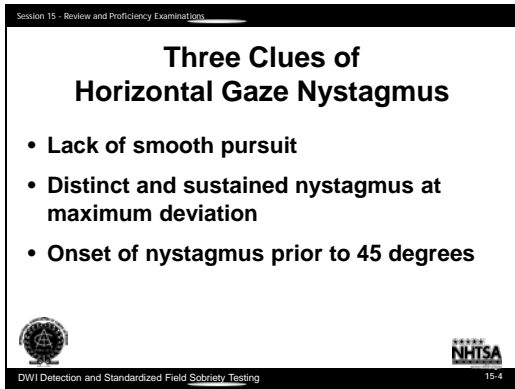 Session 15 - Review and Proficiency Examinations
Three Clues of
Horizontal Gaze Nystagmus
• Lack of smooth pursuit
• Distinct and sustained nystagmus at
maximum deviation
• Onset of nystagmus prior to 45 degrees
NHTSA
DWI Detection and Standardized Field Sobriety Testing
15-4